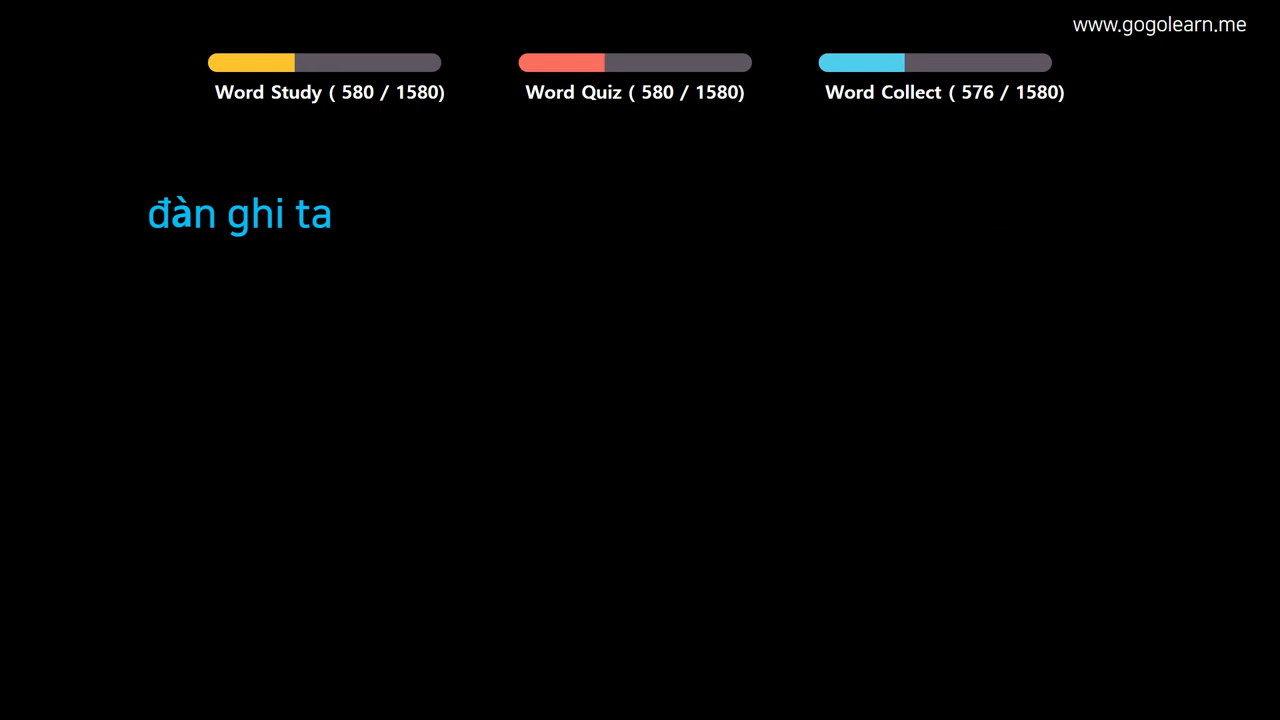 www.gogolearn.me
Word Study ( 580 / 1580)
Word Quiz ( 580 / 1580)
Word Collect ( 576 / 1580)
đàn ghi ta